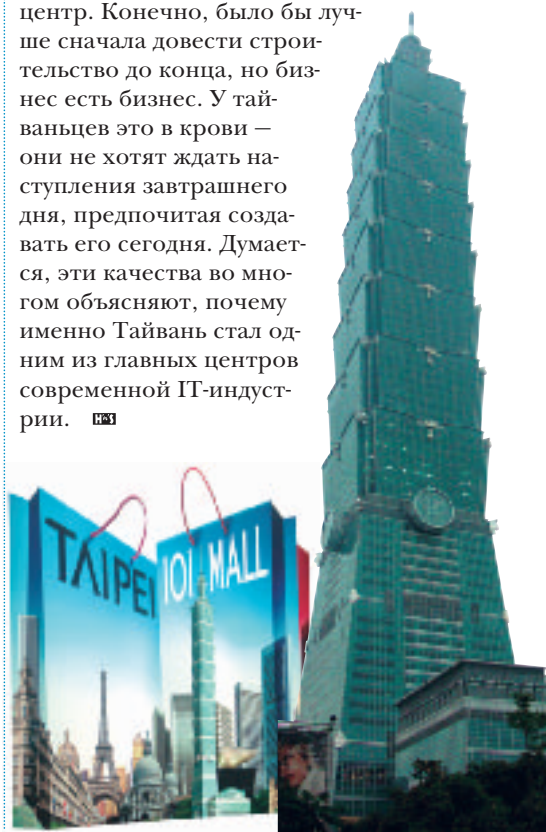 центр. Конечно, было бы луч-
ше сначала довести строи-
тельство до конца, но биз-
нес есть бизнес. У тай-
ваньцев это в крови —
они не хотят ждать на-
ступления завтрашнего
дня, предпочитая созда-
вать его сегодня. Думает-
ся, эти качества во мно-
гом объясняют, почему
именно Тайвань стал од-
ним из главных центров
современной IT-индуст-
рии. H&S
TAIPEI
101 MALL